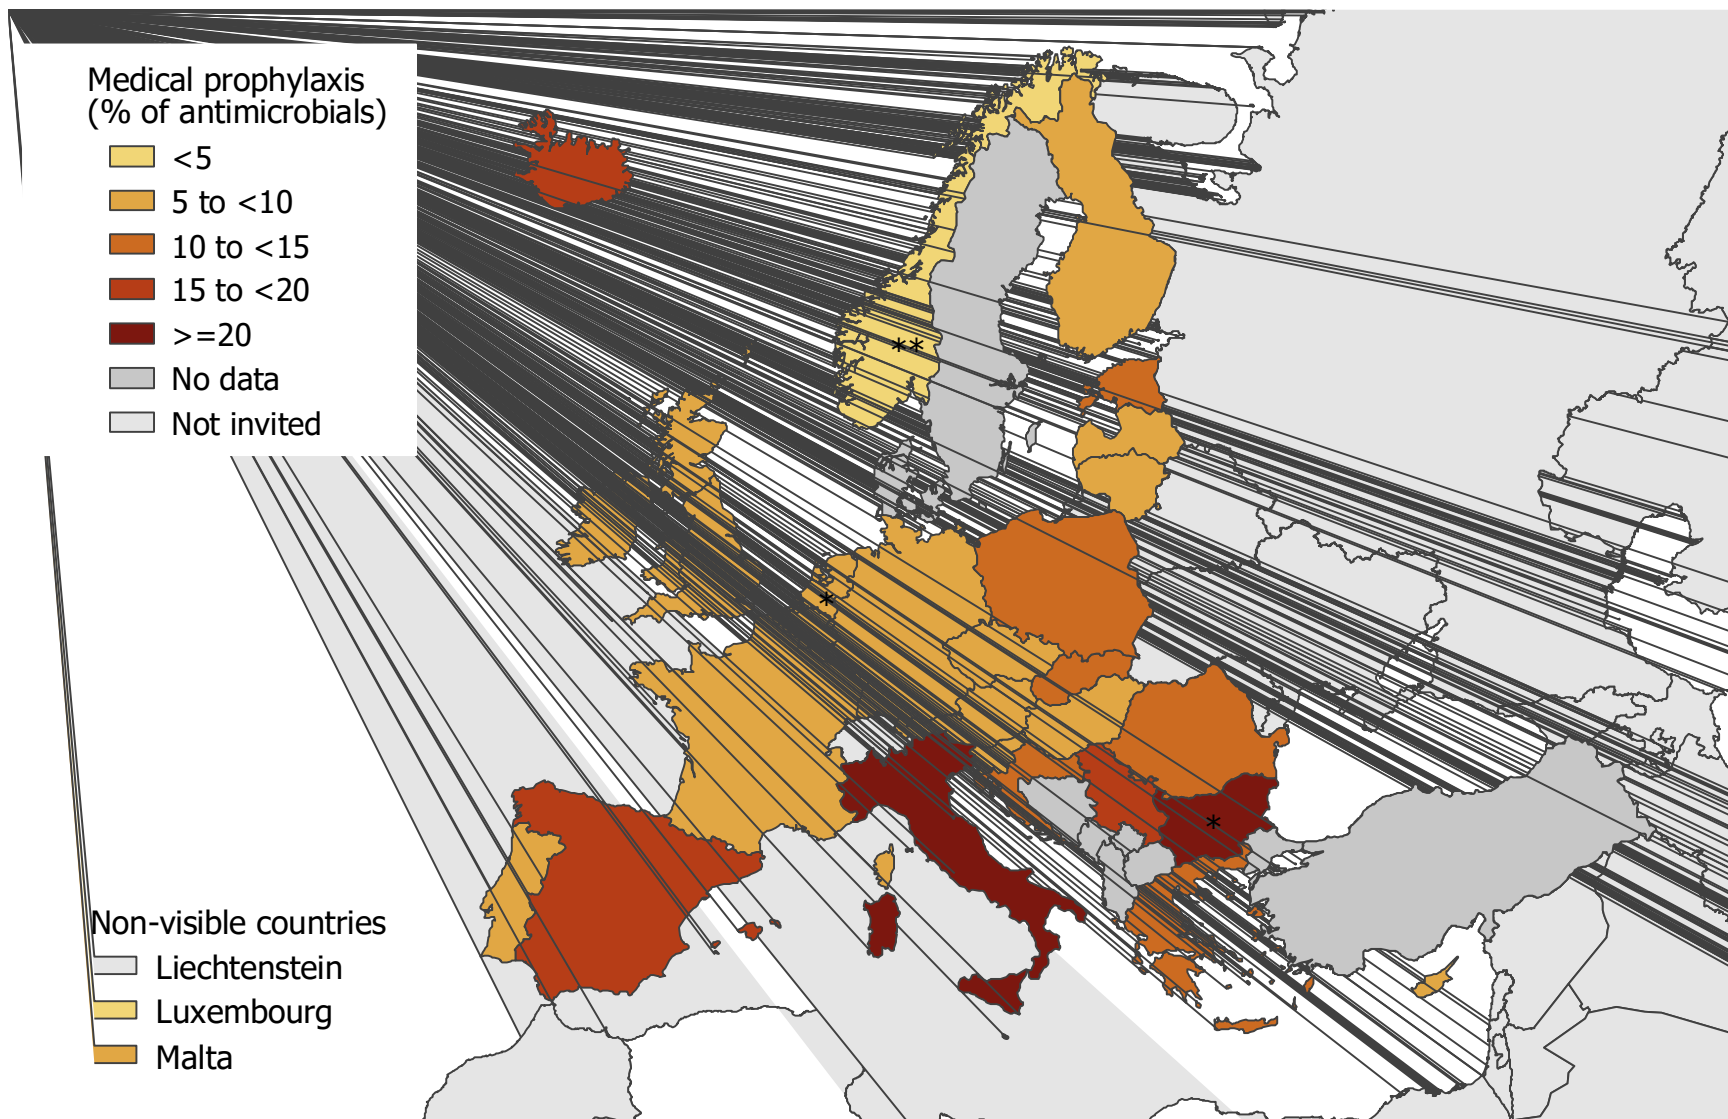 Medical prophylaxis
(% of antimicrobials)
<5
5 to <10
10 to <15
15 to <20
>=20
No data
Not invited
**
*
*
Non-visible countries
Liechtenstein
Luxembourg
Malta